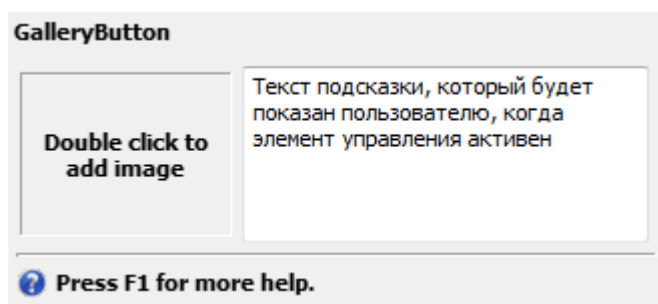 GalleryButton
Double click to
add image
Текст подсказки, который будет
показан пользователю, когда
элемент управления активен
Press F1 for more help.